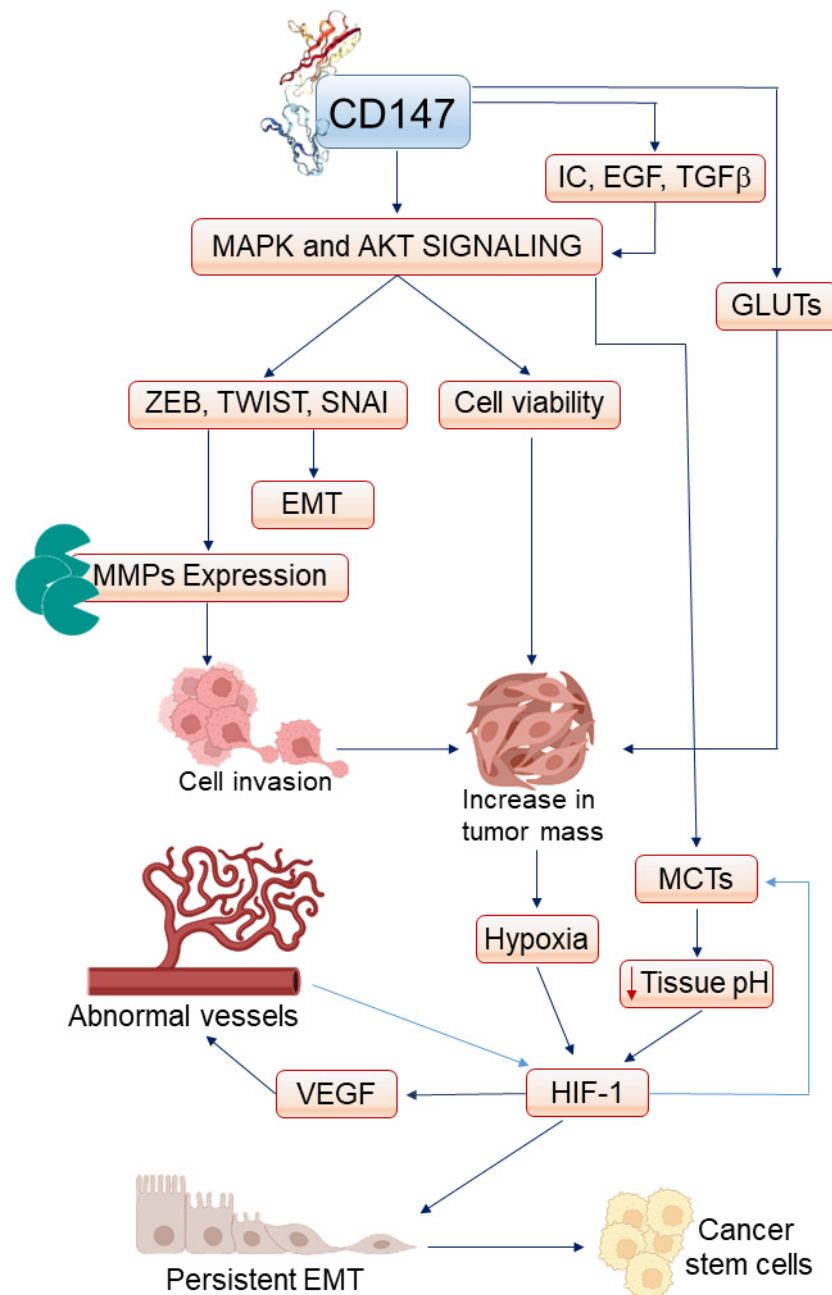 CD147
IC, EGF, TGFβ
MAPK and AKT SIGNALING
GLUTs
ZEB, TWIST, SNAI
Cell viability
EMT
MMPs Expression
Cell invasion
Increase in
tumor mass
MCTs
Hypoxia
↓Tissue pH
Abnormal vessels
VEGF
HIF-1
Persistent EMT
Cancer
stem cells